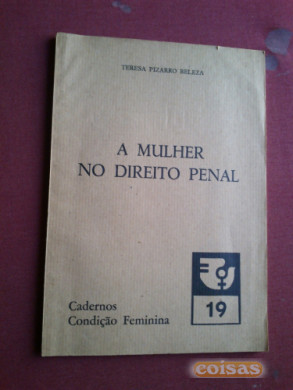 TERESA PIZARRO BELEZA
A MULHER
NO DIREITO PENAL
19
Cadernos
Condição Feminina
coisas